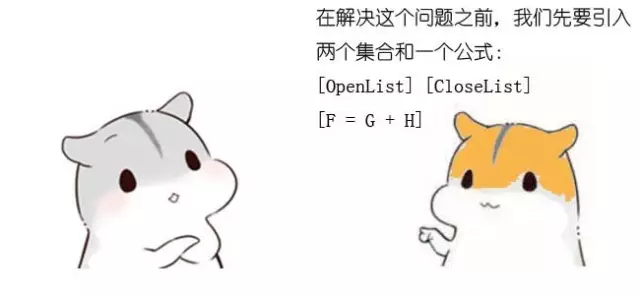 在解决这个问题之前，我们先要引入
两个集合和一个公式：
[OpenList] [CloseList]
[F = G + H]